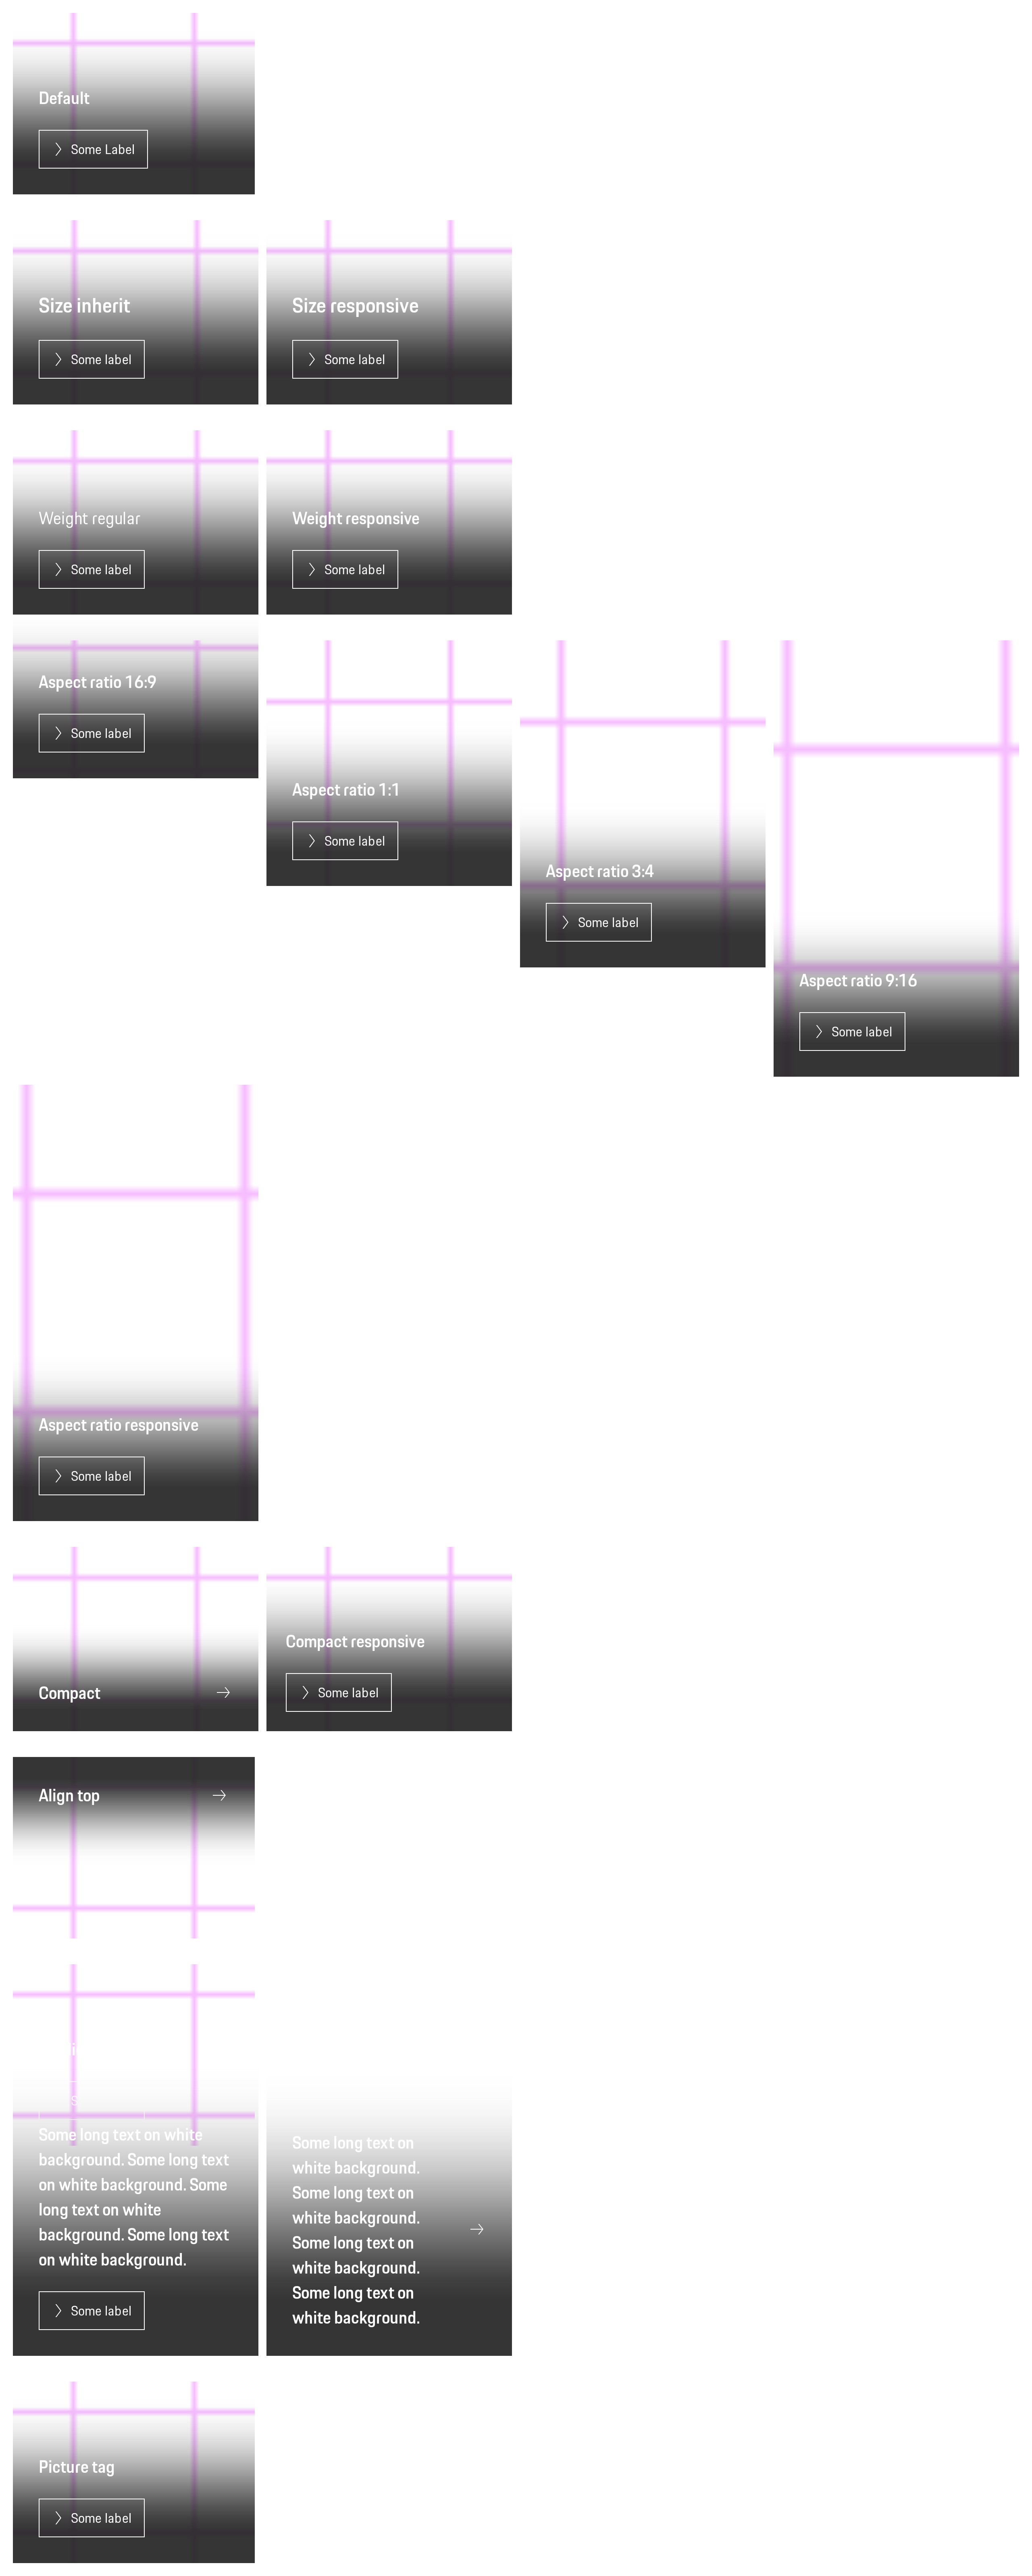 Default
Some Label
Size inherit
Size responsive
Some label
Some label
Weight regular
Weight responsive
Some label
Some label
Aspect ratio 16:9
Some label
Aspect ratio 1:1
Some label
Aspect ratio 3:4
Some label
Aspect ratio 9:16
Some label
Aspect ratio responsive
Some label
Compact
Compact responsive
Some label
Align top
Some long text on white
background. Some long text
on white background. Some
long text on white
background. Some long text
on white background.
Some label
Some long text on
white background.
Some long text on
white background.
Some long text on
white background.
Some long text on
white background.
Picture tag
Some label